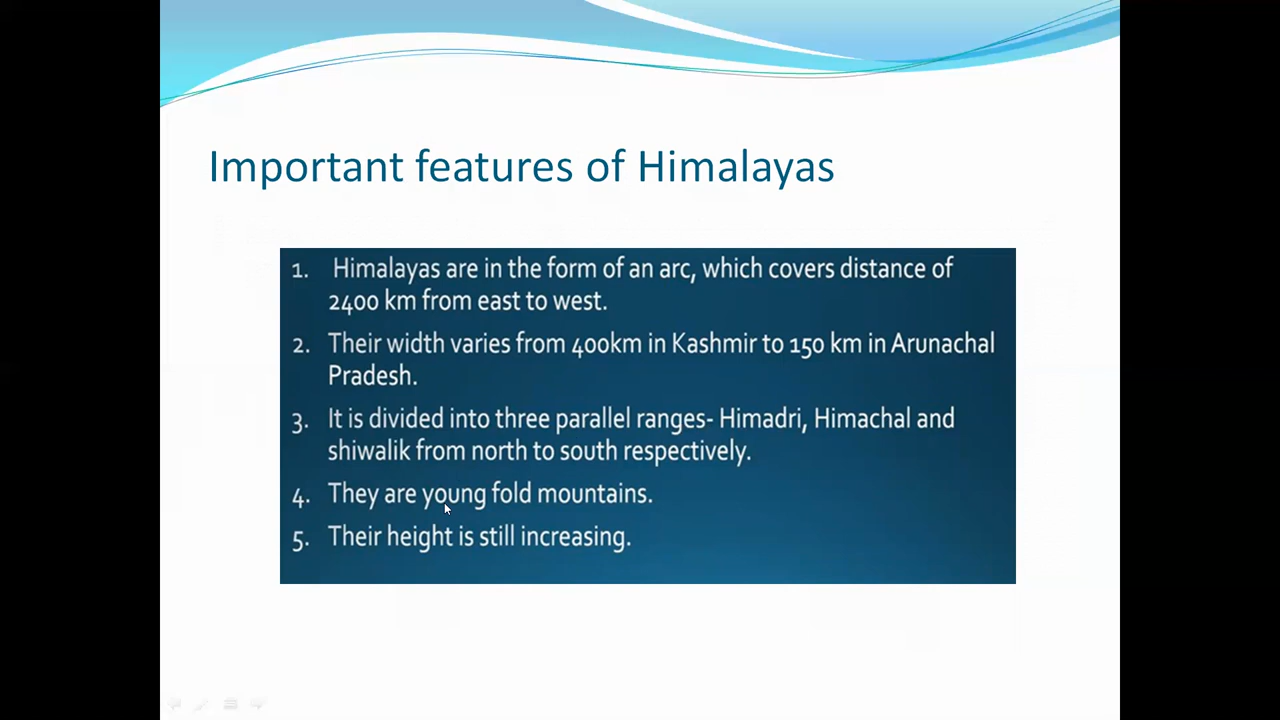 Important features of Himalayas
1. Himalayas are in the form of an arc, which covers distance of
2400 km from east to west.
2. Their width varies from 400km in Kashmir to 150 km in Arunachal
Pradesh.
3. It is divided into three parallel ranges- Himadri, Himachal and
shiwalik from north to south respectively.
4. They are young fold mountains.
5. Their height is still increasing.